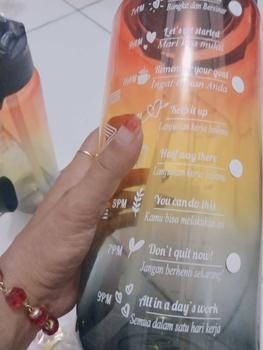 7AM
Bangkit dan Bersinar
Let's get started
Mari kita mulai
Remember your goal
Ingat tujuan Anda
Keep it up
Lanjutkan kerja bagus
Half way there
Lanjutkan kerja bagus
5PM
You can do this
Kamu bisa melakukan ini
7PM
Don't quit now!
Jangan berhenti sekarang
9PM
All in a day's work
Semua dalam satu hari kerja